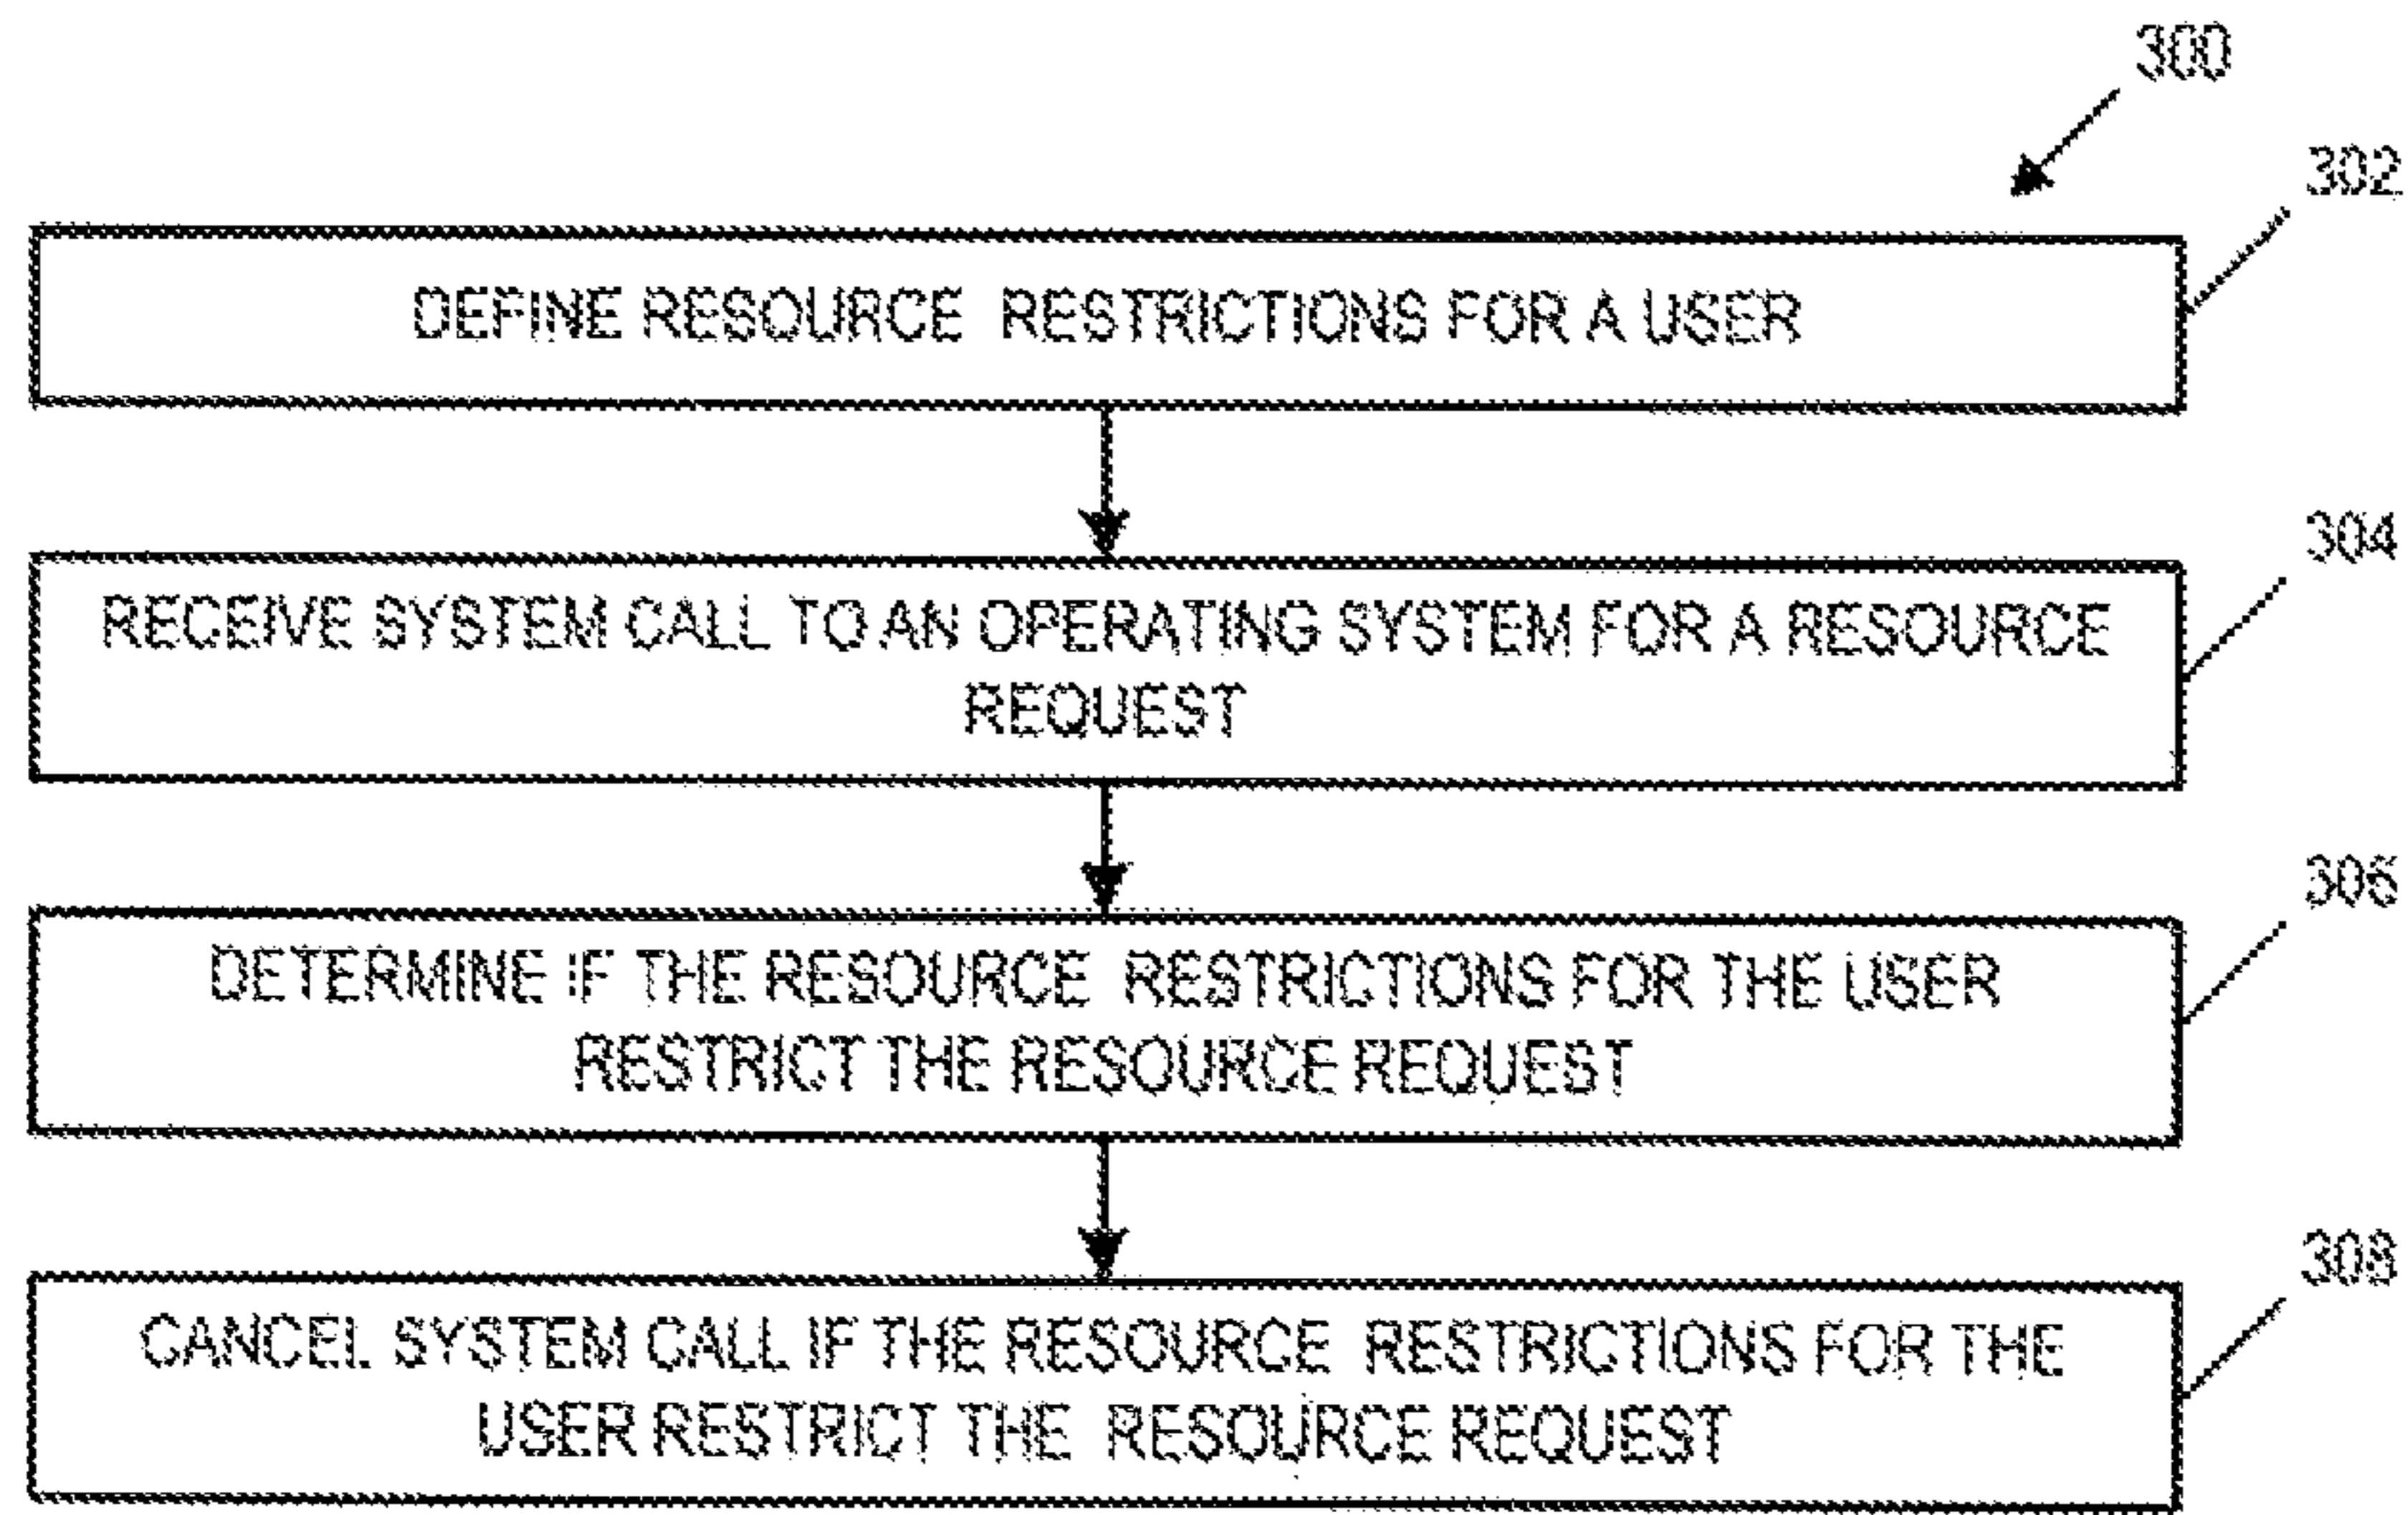 300
302
DEFINE RESOURCE RESTRICTIONS FOR A USER
304
RECEIVE SYSTEM CALL TO AN OPERATING SYSTEM FOR A RESOURCE
REQUEST
306
DETERMINE IF THE RESOURCE RESTRICTIONS FOR THE USER
RESTRICT THE RESOURCE REQUEST
308
CANCEL SYSTEM CALL IF THE RESOURCE RESTRICTIONS FOR THE
USER RESTRICT THE RESOURCE REQUEST